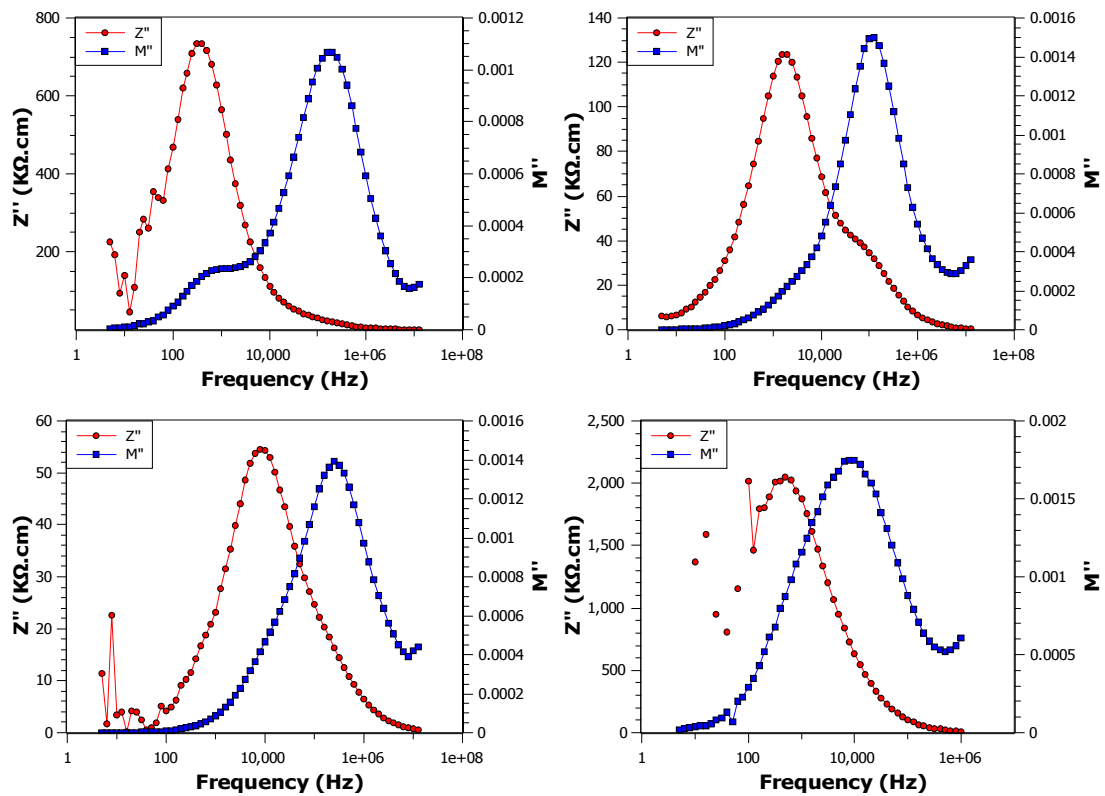 800
600
400
200
Z'' (KΩ.cm)
0.0012
0.001
0.0008
0.0006
0.0004
0.0002
0
M''
Z''
M''
1
100
10,000
1e+06
1e+08
Frequency (Hz)
140
120
100
80
60
40
20
0
Z'' (KΩ.cm)
0.0016
0.0014
0.0012
0.001
0.0008
0.0006
0.0004
0.0002
0
M''
Z''
M''
1
100
10,000
1e+06
1e+08
Frequency (Hz)
60
50
40
30
20
10
0
Z'' (KΩ.cm)
0.0016
0.0014
0.0012
0.001
0.0008
0.0006
0.0004
0.0002
0
M''
Z''
M''
1
100
10,000
1e+06
1e+08
Frequency (Hz)
2,500
2,000
1,500
1,000
500
0
Z'' (KΩ.cm)
0.002
0.0015
0.001
0.0005
0
M''
Z''
M''
1
100
10,000
1e+06
Frequency (Hz)